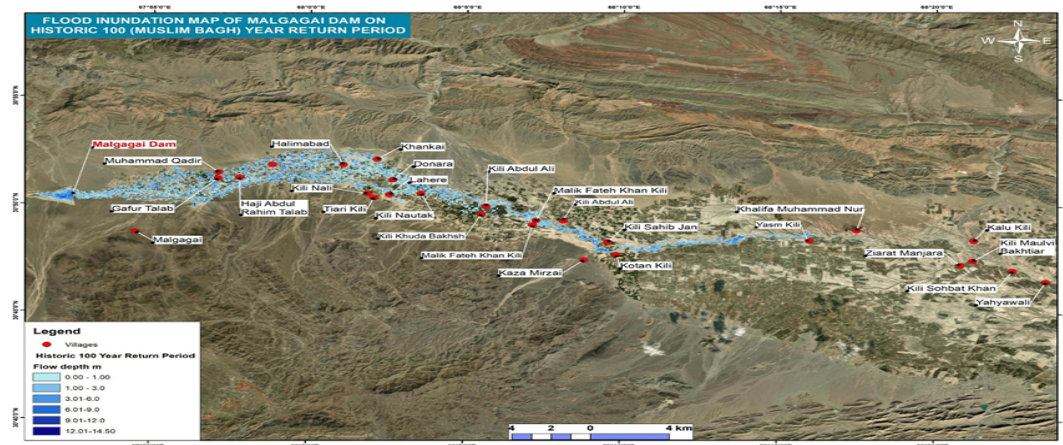 FLOOD INUNDATION MAP OF MALGAGAI DAM ON
HISTORIC 100 (MUSLIM BAGH) YEAR RETURN PERIOD
N
W E
S
Malgagai Dam
Muhammad Qadir
Halimabad
Khankai
Donara
Lahere
Kili Nali
Gafur Talab
Haji Abdul
Rahim Talab
Tiari Kili
Kili Nautak
Kili Khuda Bakhsh
Malgagai
Kili Abdul Ali
Malik Fateh Khan Kili
Kili Abdul Ali
Kili Sahib Jan
Malik Fateh Khan Kili
Kaza Mirzai
Kotan Kili
Khalifa Muhammad Nur
Yasm Kili
Ziarat Manjara
Kalu Kili
Kili Maulvi
Bakhtiar
Kili Sohbat Khan
Yahyawali
Legend
Villages
Historic 100 Year Return Period
Flow depth m
0.00 - 1.00
1.00 - 3.0
3.01-6.0
6.01-9.0
9.01-12.0
12.01-14.50
4 2 0 4 km